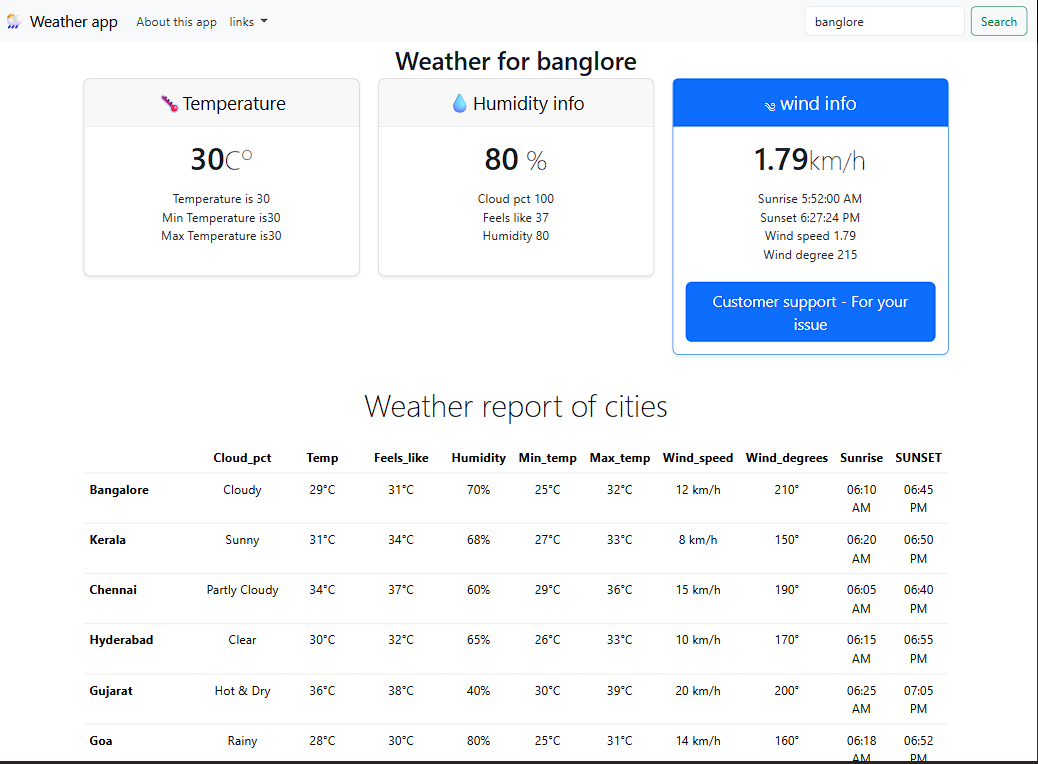 Weather app About this app links banglore Search
Weather for banglore
Temperature
30C°
Temperature is 30
Min Temperature is30
Max Temperature is30
Humidity info
80 %
Cloud pct 100
Feels like 37
Humidity 80
wind info
1.79km/h
Sunrise 5:52:00 AM
Sunset 6:27:24 PM
Wind speed 1.79
Wind degree 215
Customer support - For your
issue
Weather report of cities
Cloud_pct Temp Feels_like Humidity Min_temp Max_temp Wind_speed Wind_degrees Sunrise SUNSET
Bangalore Cloudy 29°C 31°C 70% 25°C 32°C 12 km/h 210° 06:10 06:45
AM PM
Kerala Sunny 31°C 34°C 68% 27°C 33°C 8 km/h 150° 06:20 06:50
AM PM
Chennai Partly Cloudy 34°C 37°C 60% 29°C 36°C 15 km/h 190° 06:05 06:40
AM PM
Hyderabad Clear 30°C 32°C 65% 26°C 33°C 10 km/h 170° 06:15 06:55
AM PM
Gujarat Hot & Dry 36°C 38°C 40% 30°C 39°C 20 km/h 200° 06:25 07:05
AM PM
Goa Rainy 28°C 30°C 80% 25°C 31°C 14 km/h 160° 06:18 06:52
AM PM